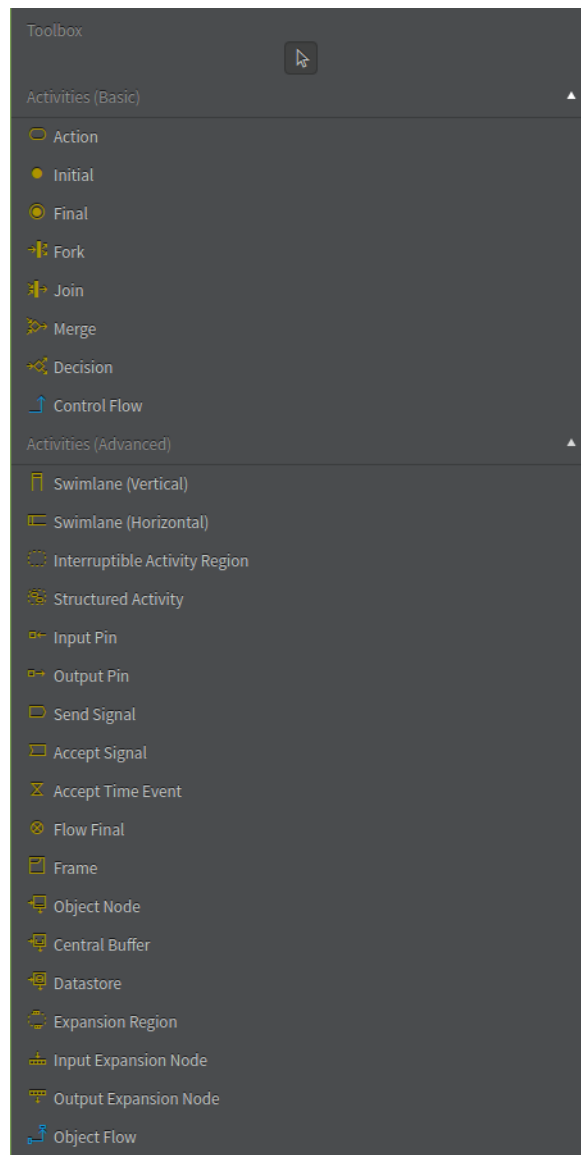 Toolbox
Activities (Basic)
Action
Initial
Final
Fork
Join
Merge
Decision
Control Flow
Activities (Advanced)
Swimlane (Vertical)
Swimlane (Horizontal)
Interruptible Activity Region
Structured Activity
Input Pin
Output Pin
Send Signal
Accept Signal
Accept Time Event
Flow Final
Frame
Object Node
Central Buffer
Datastore
Expansion Region
Input Expansion Node
Output Expansion Node
Object Flow